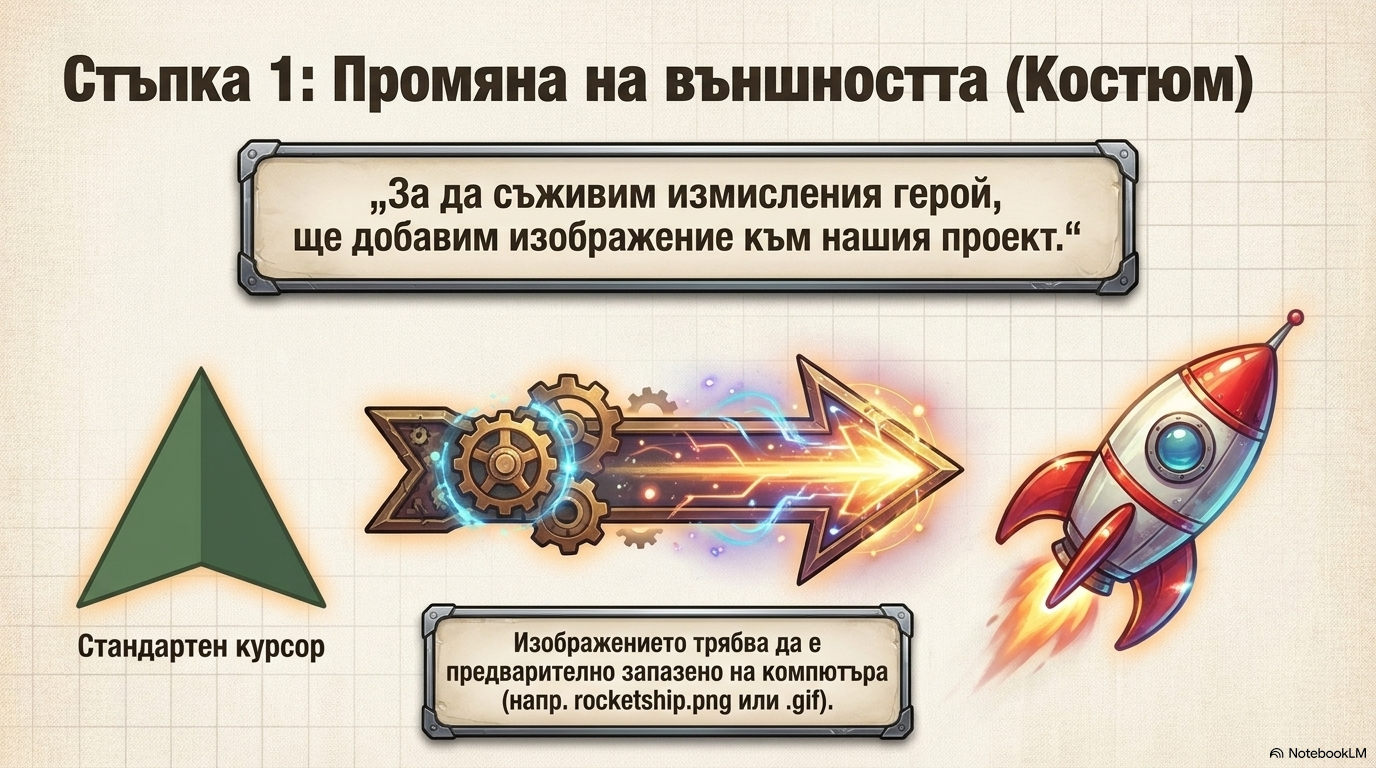 Стъпка 1: Промяна на външността (Костюм)
„За да съживим измисления герой,
ще добавим изображение към нашия проект.“
Стандартен курсор
Изображението трябва да е
предварително запазено на компютъра
(напр. rocketship.png или .gif).
NotebookLM